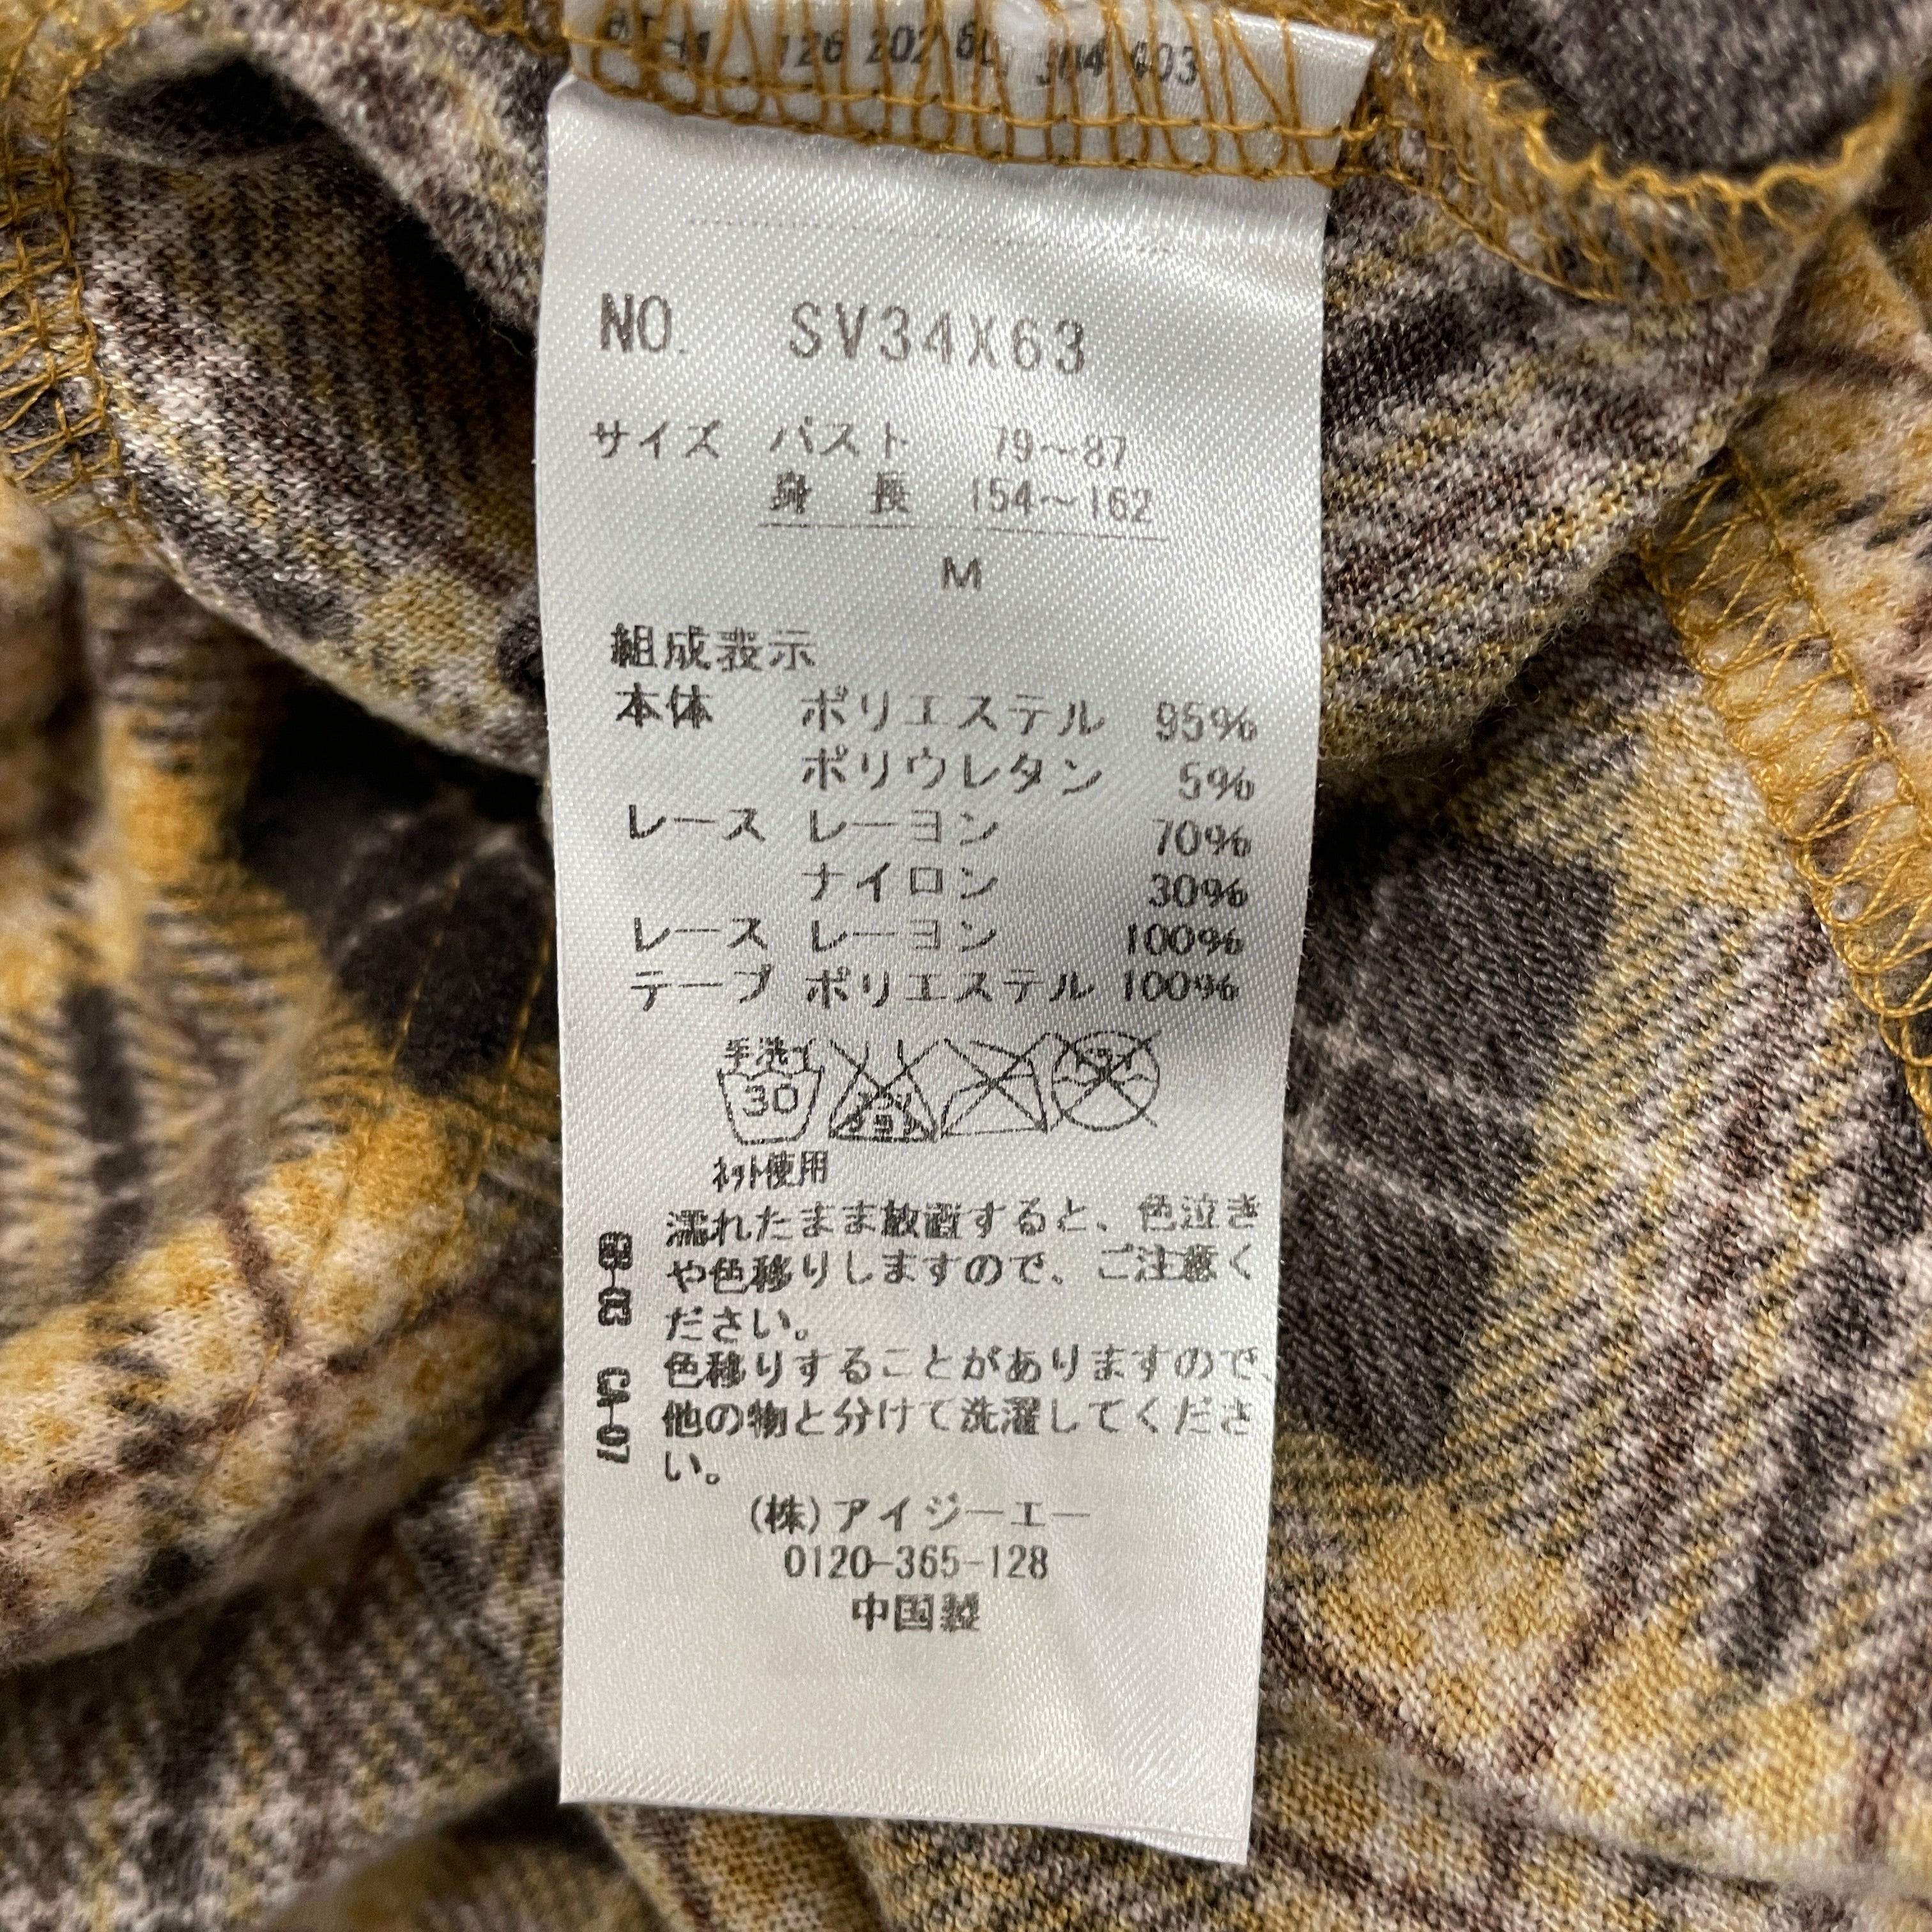 126 202 304 403
NO. SV34X63
サイズ バスト 79〜87
身長 154〜162
M
組成表示
本体 ポリエステル 95%
ポリウレタン 5%
レース レーヨン 70%
ナイロン 30%
レース レーヨン 100%
テープ ポリエステル 100%
手洗イ
30
ネット使用
濡れたまま放置すると、色泣き
や色移りしますので、ご注意く
ださい。
色移りすることがありますので、
他の物と分けて洗濯してくださ
い。
(株)アイジーエー
0120-365-128
中国製